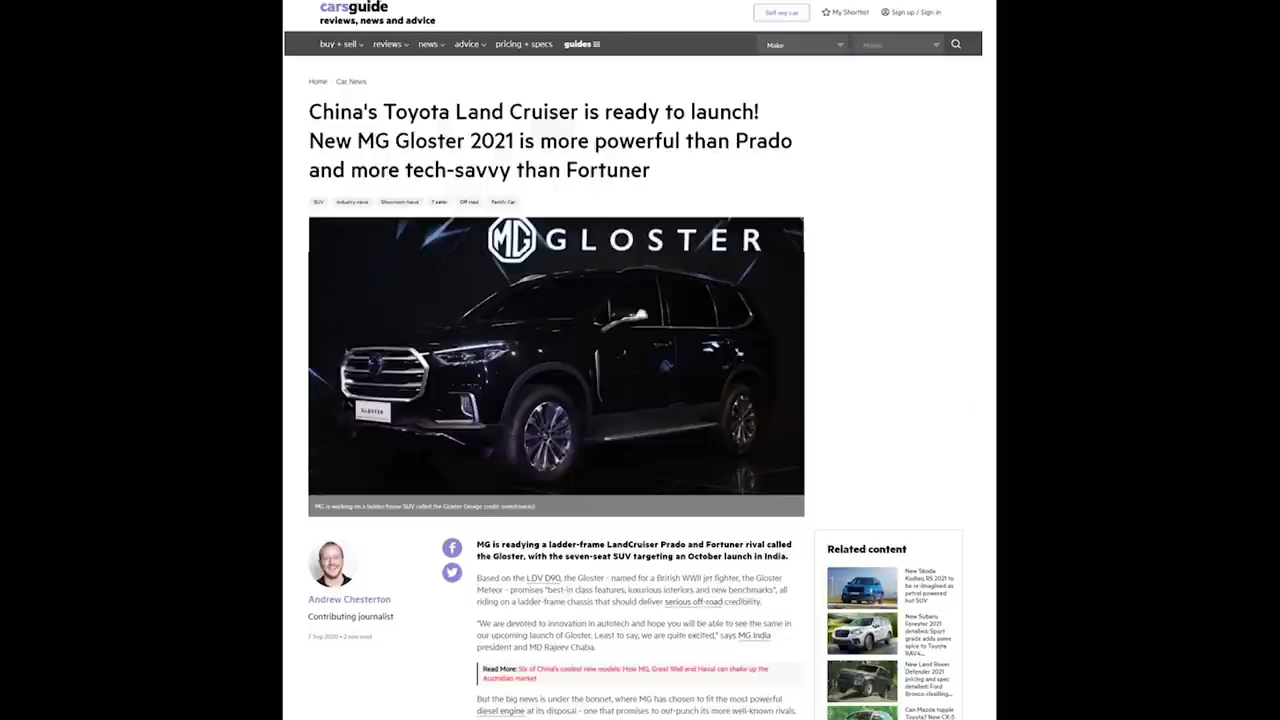 carsguide
reviews, news and advice
Sell my car
My Shortlist
Sign up / Sign in
buy + sell
reviews
news
advice
pricing + specs
guides
Make
Model
Home
Car News
China's Toyota Land Cruiser is ready to launch!
New MG Gloster 2021 is more powerful than Prado
and more tech-savvy than Fortuner
SUV
Industry news
Showroom News
7 seater
Off road
Family Car
MG GLOSTER
GLOSTER
MG is working on a ladder-frame SUV called the Gloster (image credit: overdrive.in)
Andrew Chesterton
Contributing journalist
7 Sep 2020 • 2 min read
MG is readying a ladder-frame LandCruiser Prado and Fortuner rival called
the Gloster, with the seven-seat SUV targeting an October launch in India.
Based on the LDV D90, the Gloster - named for a British WWII jet fighter, the Gloster
Meteor - promises "best-in class features, luxurious interiors and new benchmarks", all
riding on a ladder-frame chassis that should deliver serious off-road credibility.
"We are devoted to innovation in autotech and hope you will be able to see the same in
our upcoming launch of Gloster. Least to say, we are quite excited," says MG India
president and MD Rajeev Chaba.
Read More: Six of China's coolest new models: How MG, Great Wall and Haval can shake up the
Australian market
But the big news is under the bonnet, where MG has chosen to fit the most powerful
diesel engine at its disposal - one that promises to out-punch its more well-known rivals.
Related content
New Skoda
Kodiaq RS 2021 to
be re-imagined as
petrol powered
hot SUV
New Subaru
Forester 2021
detailed: Sport
grade adds some
spice to Toyota
RAV4...
New Land Rover
Defender 2021
pricing and spec
detailed: Ford
Bronco-rivalling...
Can Mazda topple
Toyota? New CX-5